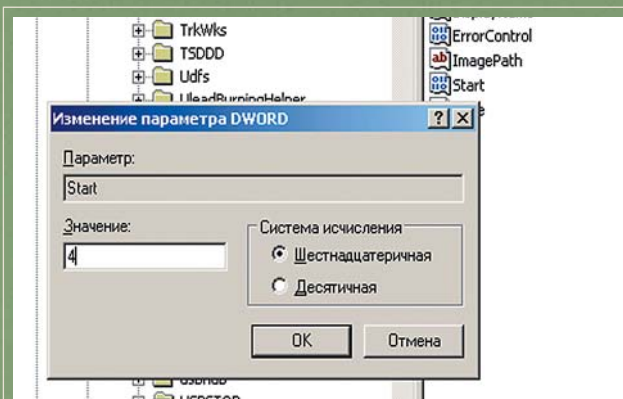 TrkWks
TSDDD
Udfs
UleadBurningHelper
ErrorControl
ImagePath
Start
Изменение параметра DWORD
Параметр:
Start
Значение:
4
Система исчисления
Шестнадцатеричная
Десятичная
OK
Отмена